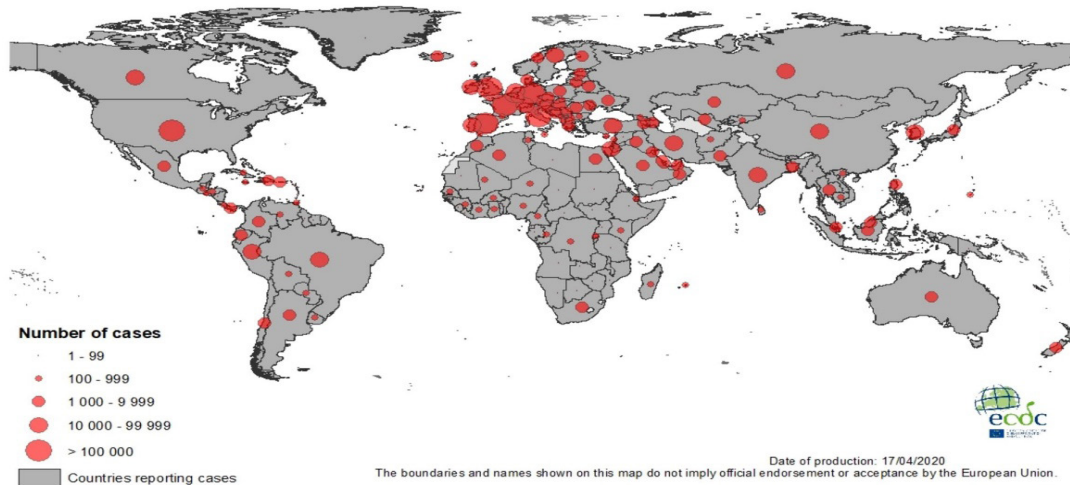 Number of cases
1 - 99
100 - 999
1 000 - 9 999
10 000 - 99 999
> 100 000
Countries reporting cases
ecdc
Date of production: 17/04/2020
The boundaries and names shown on this map do not imply official endorsement or acceptance by the European Union.